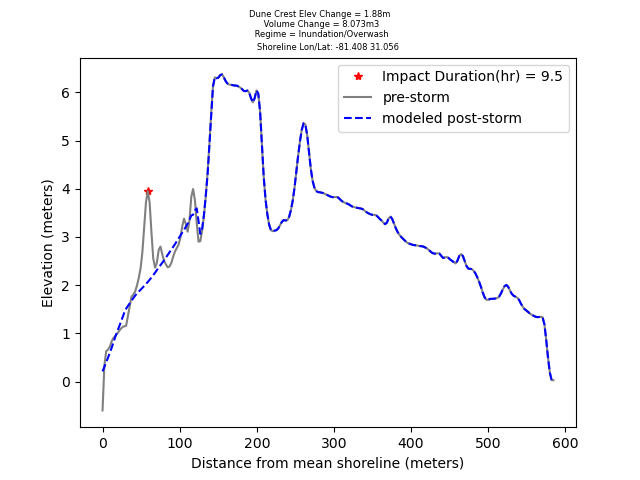 Dune Crest Elev Change = 1.88m
Volume Change = 8.073m3
Regime = Inundation/Overwash
Shoreline Lon/Lat: -81.408 31.056
Impact Duration(hr) = 9.5
pre-storm
modeled post-storm
Elevation (meters)
6
5
4
3
2
1
0
0 100 200 300 400 500 600
Distance from mean shoreline (meters)